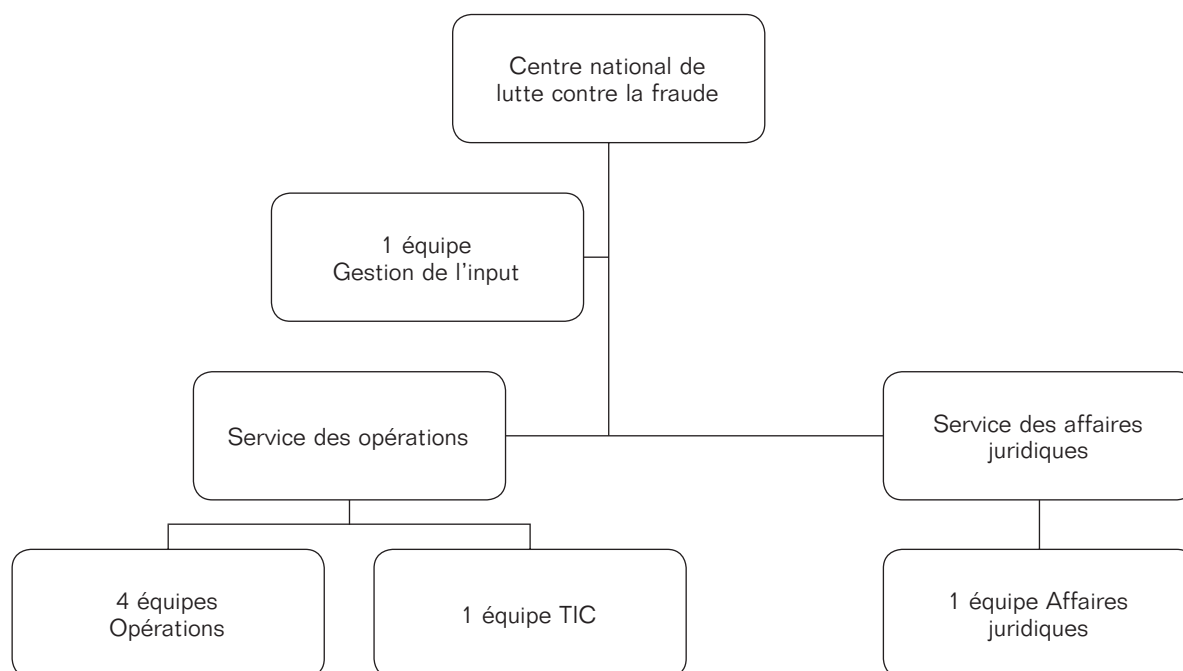 Centre national de
lutte contre la fraude
1 équipe
Gestion de l'input
Service des opérations
Service des affaires
juridiques
4 équipes
Opérations
1 équipe TIC
1 équipe Affaires
juridiques